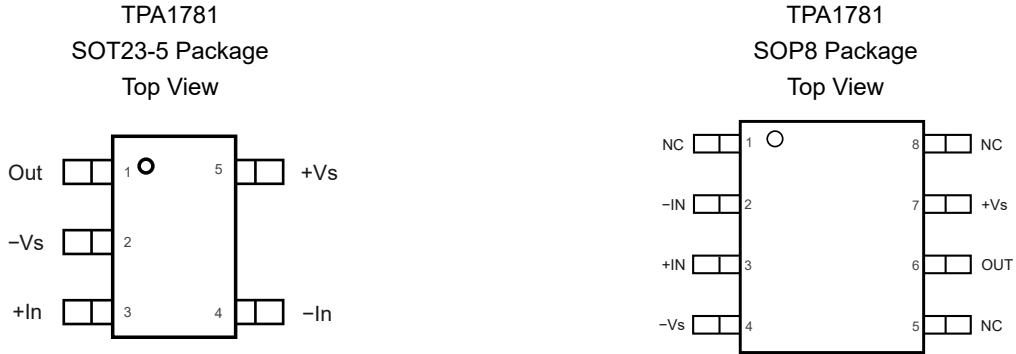 TPA1781
SOT23-5 Package
Top View
Out 1 5 +Vs
−Vs 2
+In 3 4 −In
TPA1781
SOP8 Package
Top View
NC 1 8 NC
−IN 2 7 +Vs
+IN 3 6 OUT
−Vs 4 5 NC